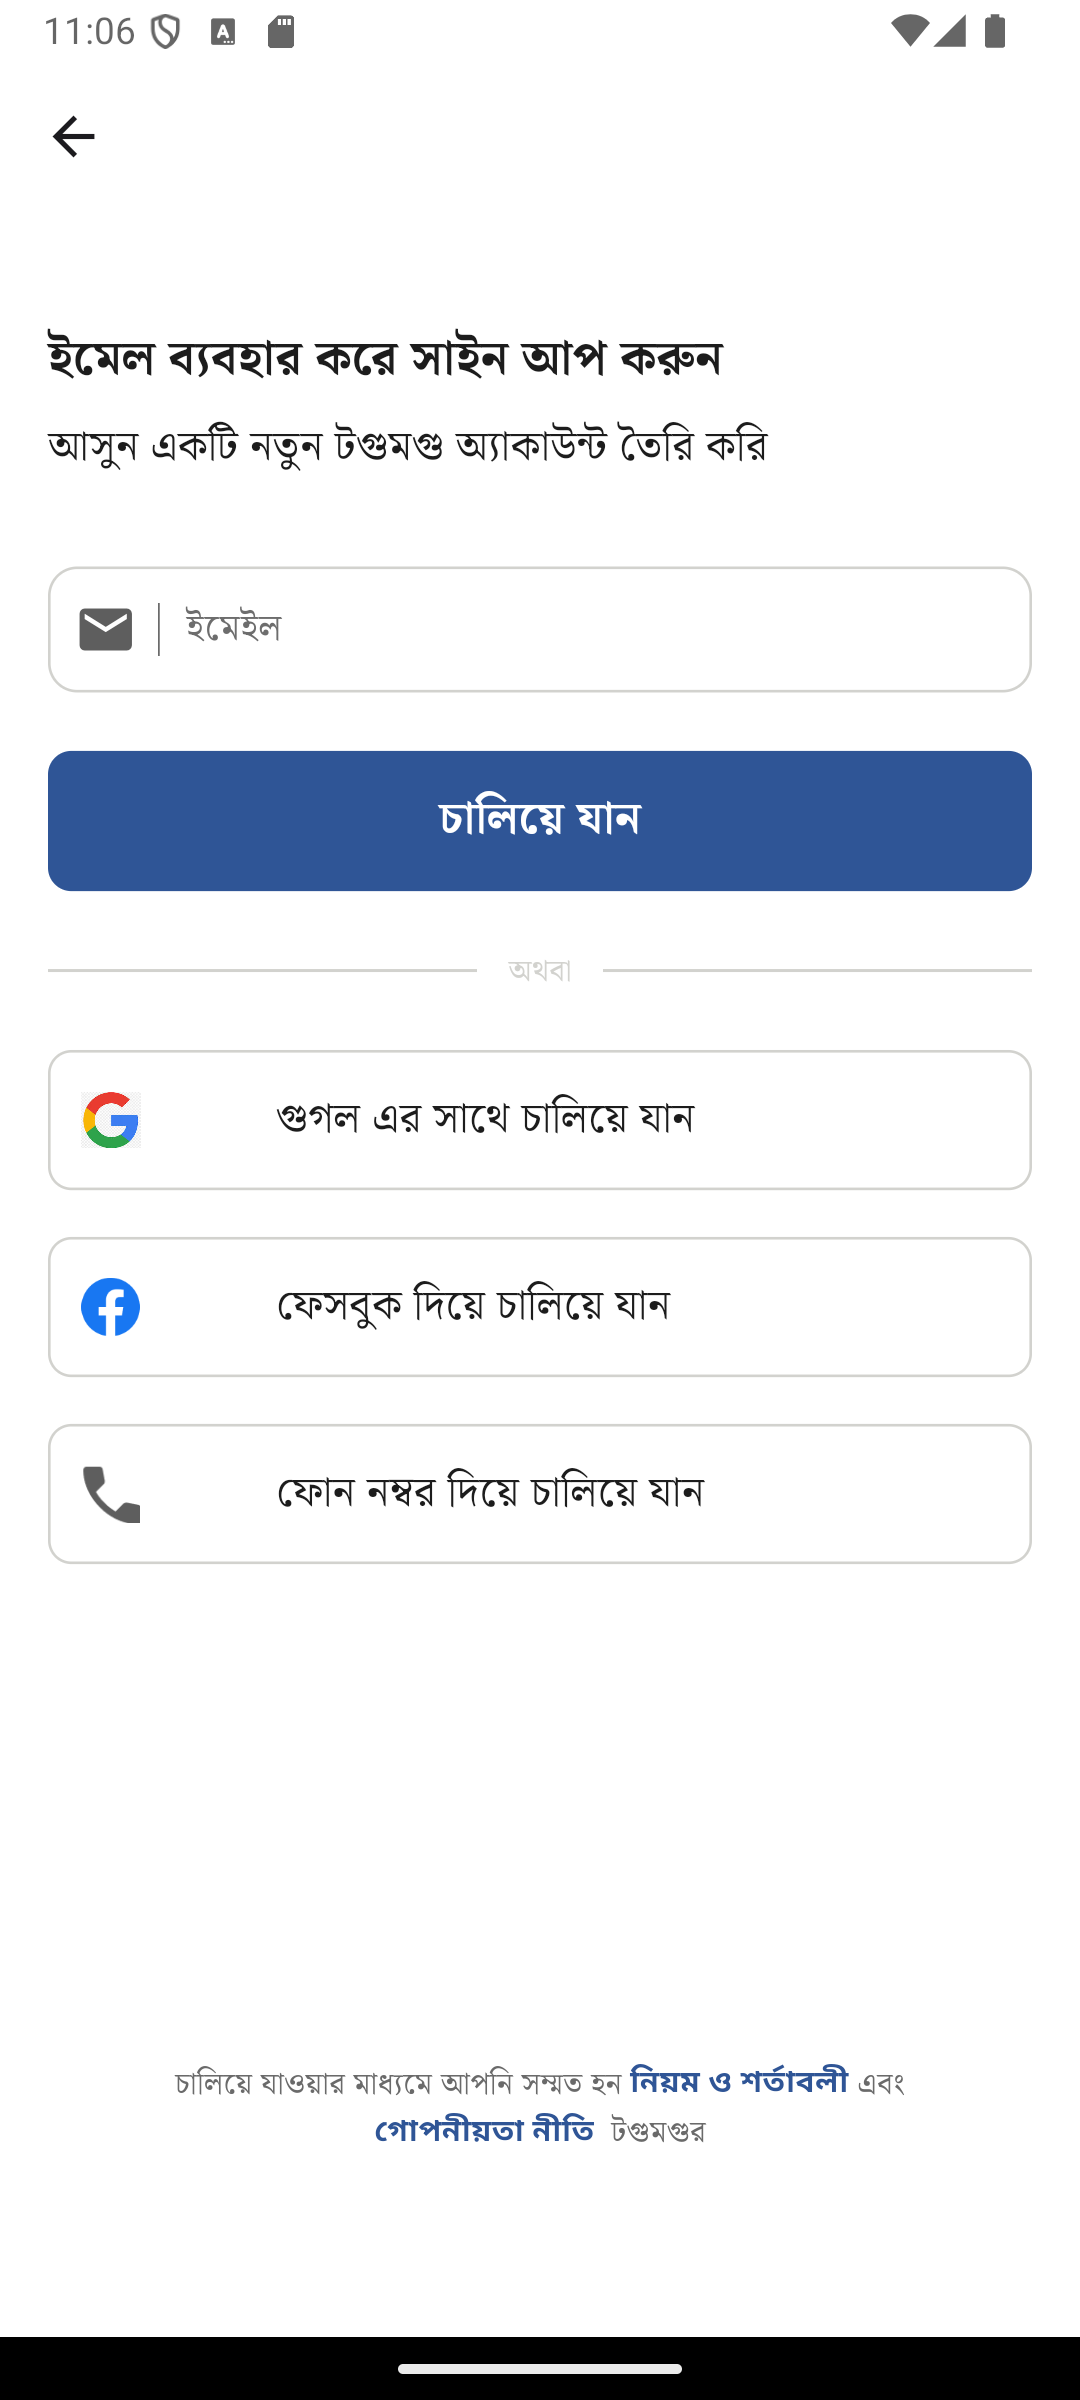 11:06
ইমেল ব্যবহার করে সাইন আপ করুন
আসুন একটি নতুন টগুমগু অ্যাকাউন্ট তৈরি করি
ইমেইল
চালিয়ে যান
অথবা
গুগল এর সাথে চালিয়ে যান
ফেসবুক দিয়ে চালিয়ে যান
ফোন নম্বর দিয়ে চালিয়ে যান
চালিয়ে যাওয়ার মাধ্যমে আপনি সম্মত হন নিয়ম ও শর্তাবলী এবং
গোপনীয়তা নীতি টগুমগুর